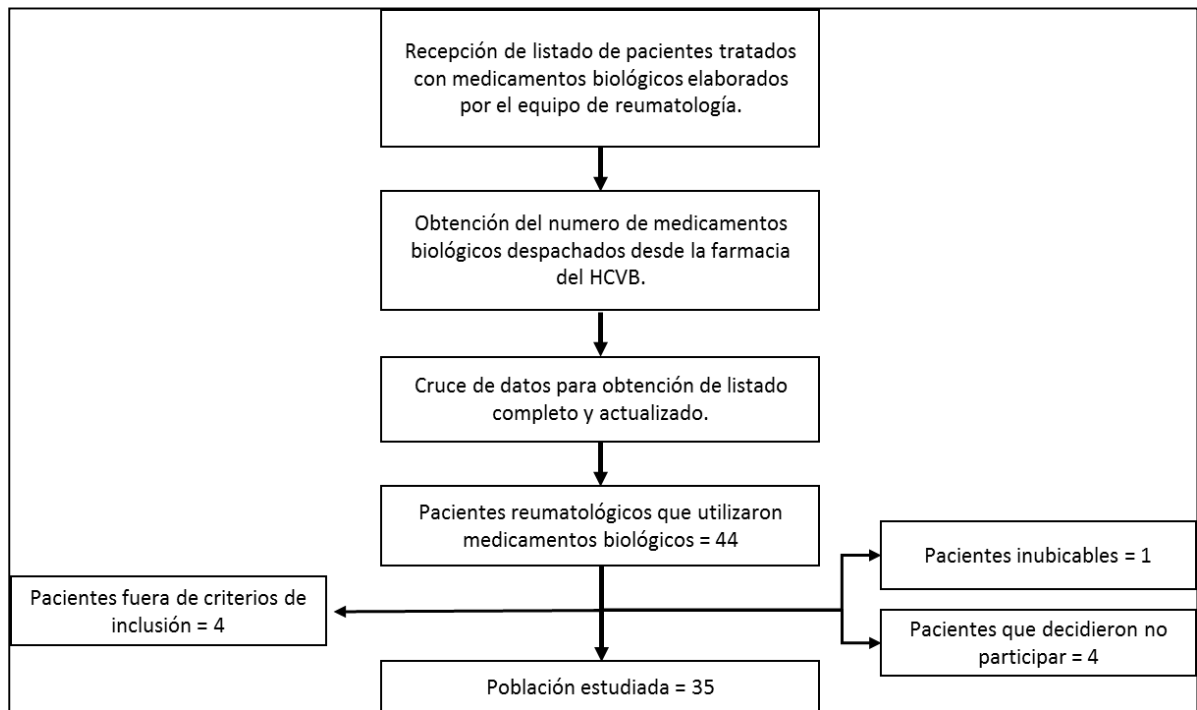 Recepción de listado de pacientes tratados
con medicamentos biológicos elaborados
por el equipo de reumatología.
Obtención del numero de medicamentos
biológicos despachados desde la farmacia
del HCVB.
Cruce de datos para obtención de listado
completo y actualizado.
Pacientes reumatológicos que utilizaron
medicamentos biológicos = 44
Pacientes inubicables = 1
Pacientes fuera de criterios de
inclusión = 4
Pacientes que decidieron no
participar = 4
Población estudiada = 35